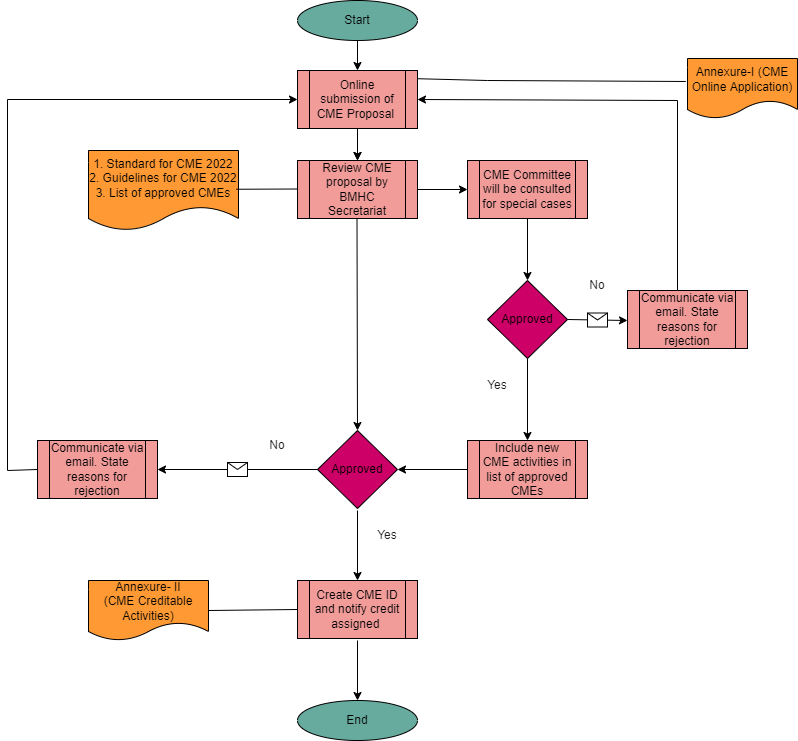 Start
Online
submission of
CME Proposal
Annexure-I (CME
Online Application)
1. Standard for CME 2022
2. Guidelines for CME 2022
3. List of approved CMEs
Review CME
proposal by
BMHC
Secretariat
CME Committee
will be consulted
for special cases
Approved
No
Communicate via
email. State
reasons for
rejection
Yes
Include new
CME activities in
list of approved
CMEs
Approved
No
Communicate via
email. State
reasons for
rejection
Yes
Annexure- II
(CME Creditable
Activities)
Create CME ID
and notify credit
assigned
End